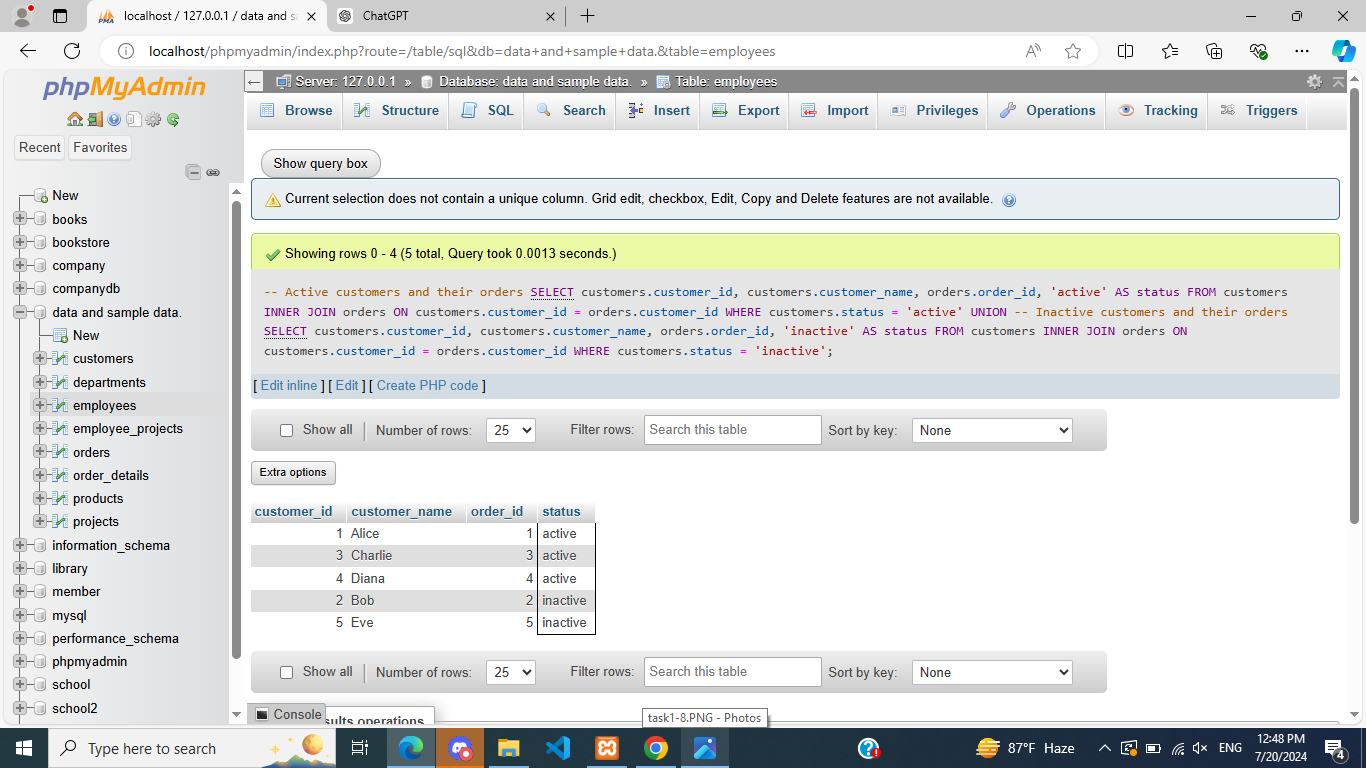 localhost / 127.0.0.1 / data and sa
ChatGPT
localhost/phpmyadmin/index.php?route=/table/sql&db=data+and+sample+data.&table=employees
phpMyAdmin
Recent
Favorites
New
books
bookstore
company
companydb
data and sample data.
New
customers
departments
employees
employee_projects
orders
order_details
products
projects
information_schema
library
member
mysql
performance_schema
phpmyadmin
school
school2
Server: 127.0.0.1 » Database: data and sample data. » Table: employees
Browse Structure SQL Search Insert Export Import Privileges Operations Tracking Triggers
Show query box
Current selection does not contain a unique column. Grid edit, checkbox, Edit, Copy and Delete features are not available.
Showing rows 0 - 4 (5 total, Query took 0.0013 seconds.)
-- Active customers and their orders SELECT customers.customer_id, customers.customer_name, orders.order_id, 'active' AS status FROM customers
INNER JOIN orders ON customers.customer_id = orders.customer_id WHERE customers.status = 'active' UNION -- Inactive customers and their orders
SELECT customers.customer_id, customers.customer_name, orders.order_id, 'inactive' AS status FROM customers INNER JOIN orders ON
customers.customer_id = orders.customer_id WHERE customers.status = 'inactive';
[ Edit inline ] [ Edit ] [ Create PHP code ]
Show all Number of rows: 25 Filter rows: Search this table Sort by key: None
Extra options
customer_id customer_name order_id status
1 Alice 1 active
3 Charlie 3 active
4 Diana 4 active
2 Bob 2 inactive
5 Eve 5 inactive
Show all Number of rows: 25 Filter rows: Search this table Sort by key: None
Console
sults operations
task1-8.PNG - Photos
Type here to search
87°F Haze
ENG
12:48 PM
7/20/2024
4